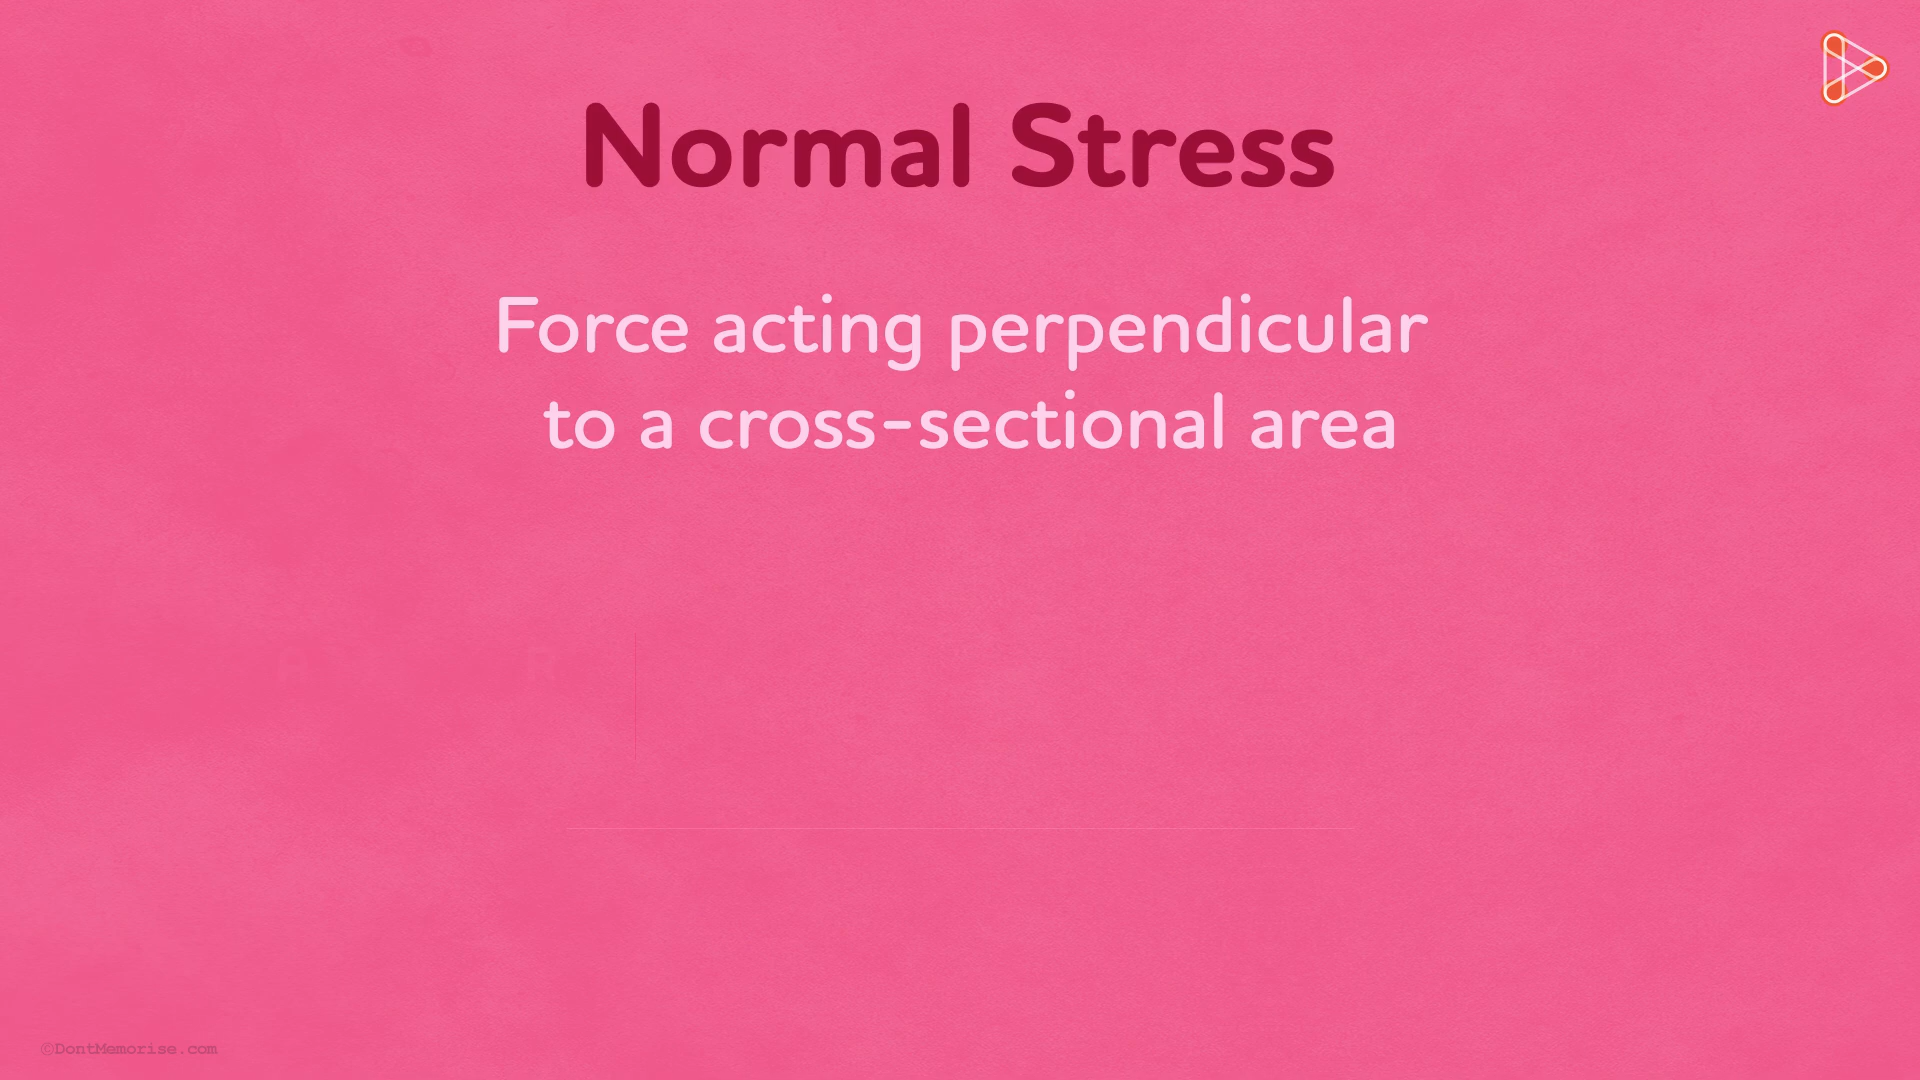 Normal Stress
Force acting perpendicular
to a cross-sectional area
©DontMemorise.com